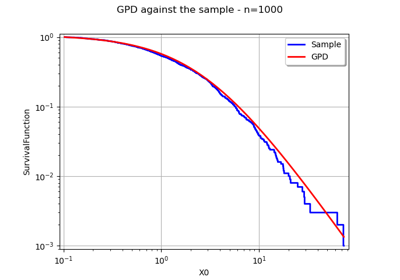 GPD against the sample - n=1000
10⁰
10⁻¹
10⁻²
10⁻³
SurvivalFunction
Sample
GPD
10⁻¹
10⁰
10¹
X0